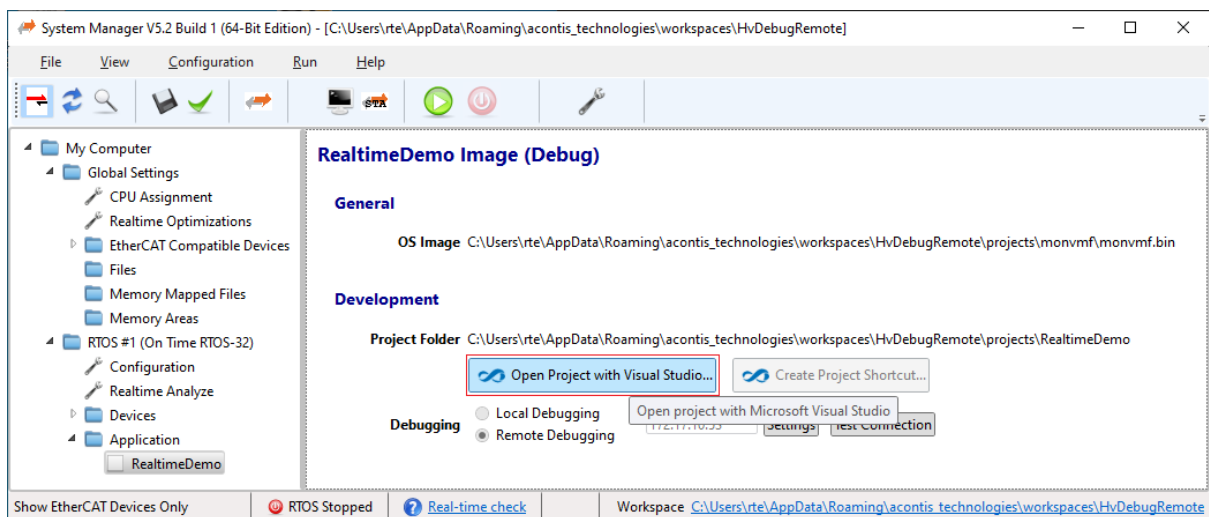 System Manager V5.2 Build 1 (64-Bit Edition) - [C:\Users\rte\AppData\Roaming\acontis_technologies\workspaces\HvDebugRemote]
File View Configuration Run Help
STA
My Computer
Global Settings
CPU Assignment
Realtime Optimizations
EtherCAT Compatible Devices
Files
Memory Mapped Files
Memory Areas
RTOS #1 (On Time RTOS-32)
Configuration
Realtime Analyze
Devices
Application
RealtimeDemo
RealtimeDemo Image (Debug)
General
OS Image C:\Users\rte\AppData\Roaming\acontis_technologies\workspaces\HvDebugRemote\projects\monvmf\monvmf.bin
Development
Project Folder C:\Users\rte\AppData\Roaming\acontis_technologies\workspaces\HvDebugRemote\projects\RealtimeDemo
Open Project with Visual Studio... Create Project Shortcut...
Open project with Microsoft Visual Studio
Debugging
Local Debugging
Remote Debugging Settings Test Connection
Show EtherCAT Devices Only RTOS Stopped Real-time check Workspace C:\Users\rte\AppData\Roaming\acontis_technologies\workspaces\HvDebugRemote